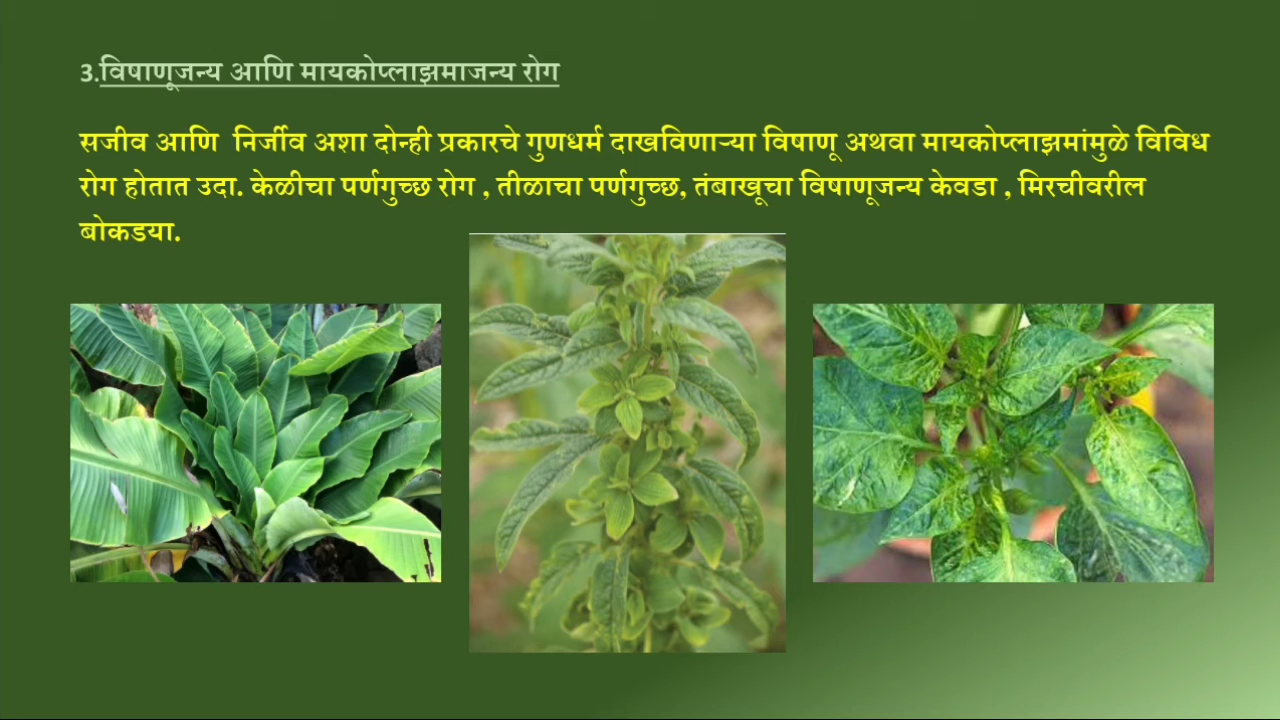 3.विषाणूजन्य आणि मायकोप्लाझमाजन्य रोग
सजीव आणि निर्जीव अशा दोन्ही प्रकारचे गुणधर्म दाखविणाऱ्या विषाणू अथवा मायकोप्लाझमांमुळे विविध
रोग होतात उदा. केळीचा पर्णगुच्छ रोग , तीळाचा पर्णगुच्छ, तंबाखूचा विषाणूजन्य केवडा , मिरचीवरील
बोकडया.